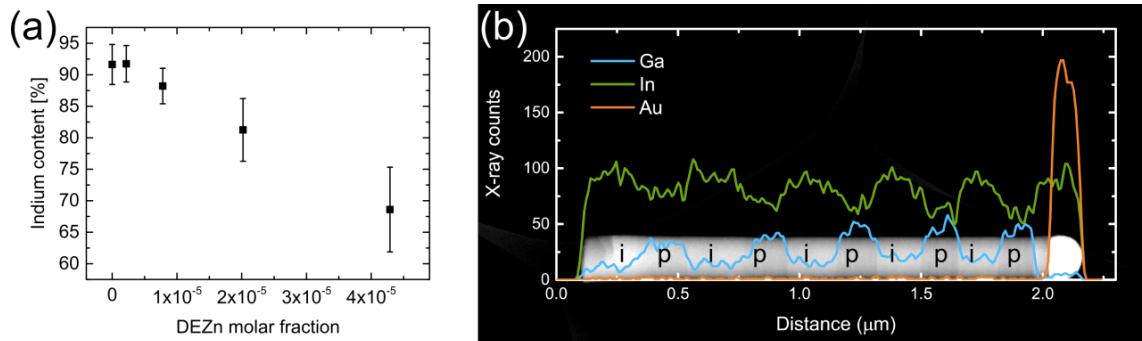 (a)
95
90
85
80
75
70
65
60
Indium content [%]
0 1x10⁻⁵ 2x10⁻⁵ 3x10⁻⁵ 4x10⁻⁵
DEZn molar fraction
(b)
200
150
100
50
0
X-ray counts
Ga
In
Au
i p i p i p i p i p
0.0 0.5 1.0 1.5 2.0
Distance (μm)